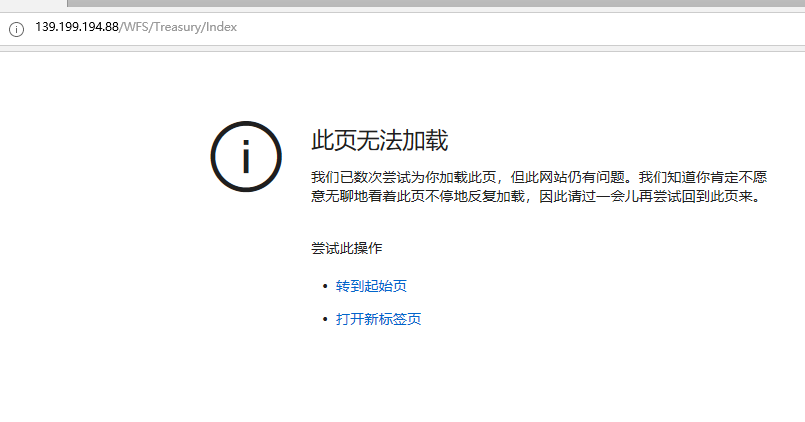 139.199.194.88/WFS/Treasury/Index
此页无法加载
我们已数次尝试为你加载此页，但此网站仍有问题。我们知道你肯定不愿
意无聊地看着此页不停地反复加载，因此请过一会儿再尝试回到此页来。
尝试此操作
• 转到起始页
• 打开新标签页